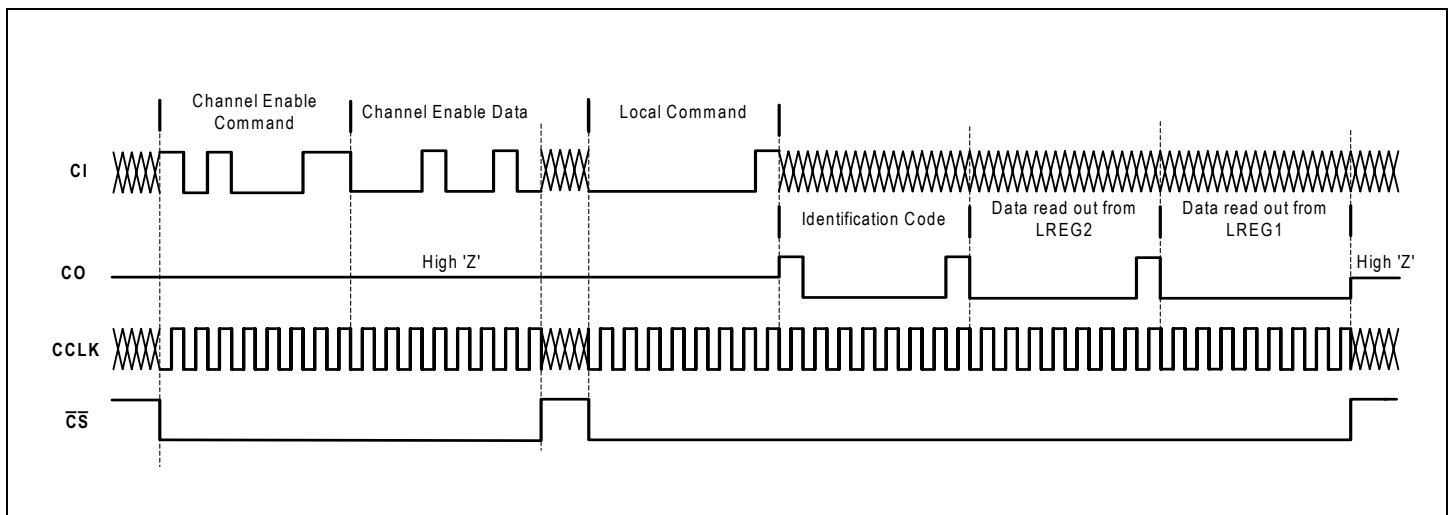 Channel Enable
Command
Channel Enable Data
Local Command
CI
Identification Code
Data read out from
LREG2
Data read out from
LREG1
CO
High 'Z'
High 'Z'
CCLK
CS